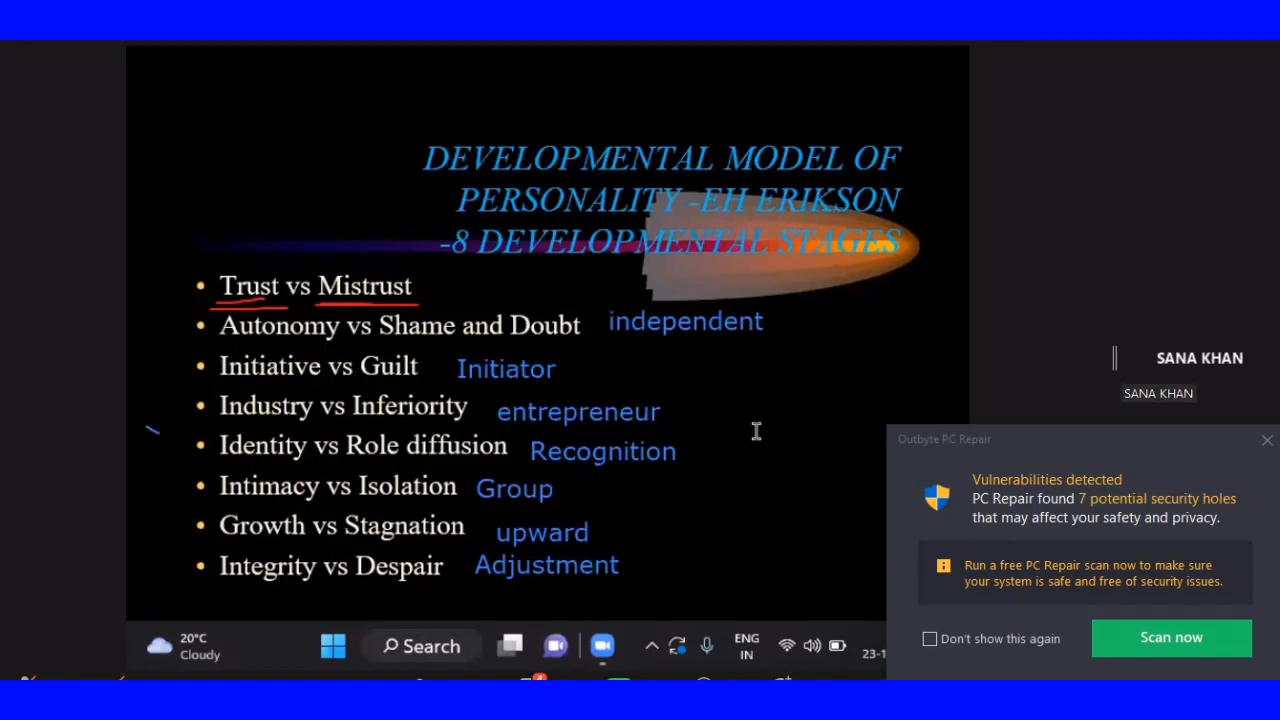 DEVELOPMENTAL MODEL OF
PERSONALITY -EH ERIKSON
-8 DEVELOPMENTAL STAGES
• Trust vs Mistrust
• Autonomy vs Shame and Doubt independent
• Initiative vs Guilt Initiator
• Industry vs Inferiority entrepreneur
• Identity vs Role diffusion Recognition
• Intimacy vs Isolation Group
• Growth vs Stagnation upward
• Integrity vs Despair Adjustment
SANA KHAN
SANA KHAN
Outbyte PC Repair
Vulnerabilities detected
PC Repair found 7 potential security holes
that may affect your safety and privacy.
Run a free PC Repair scan now to make sure
your system is safe and free of security issues.
Don't show this again
Scan now
20°C
Cloudy
Search
ENG
IN
23-1